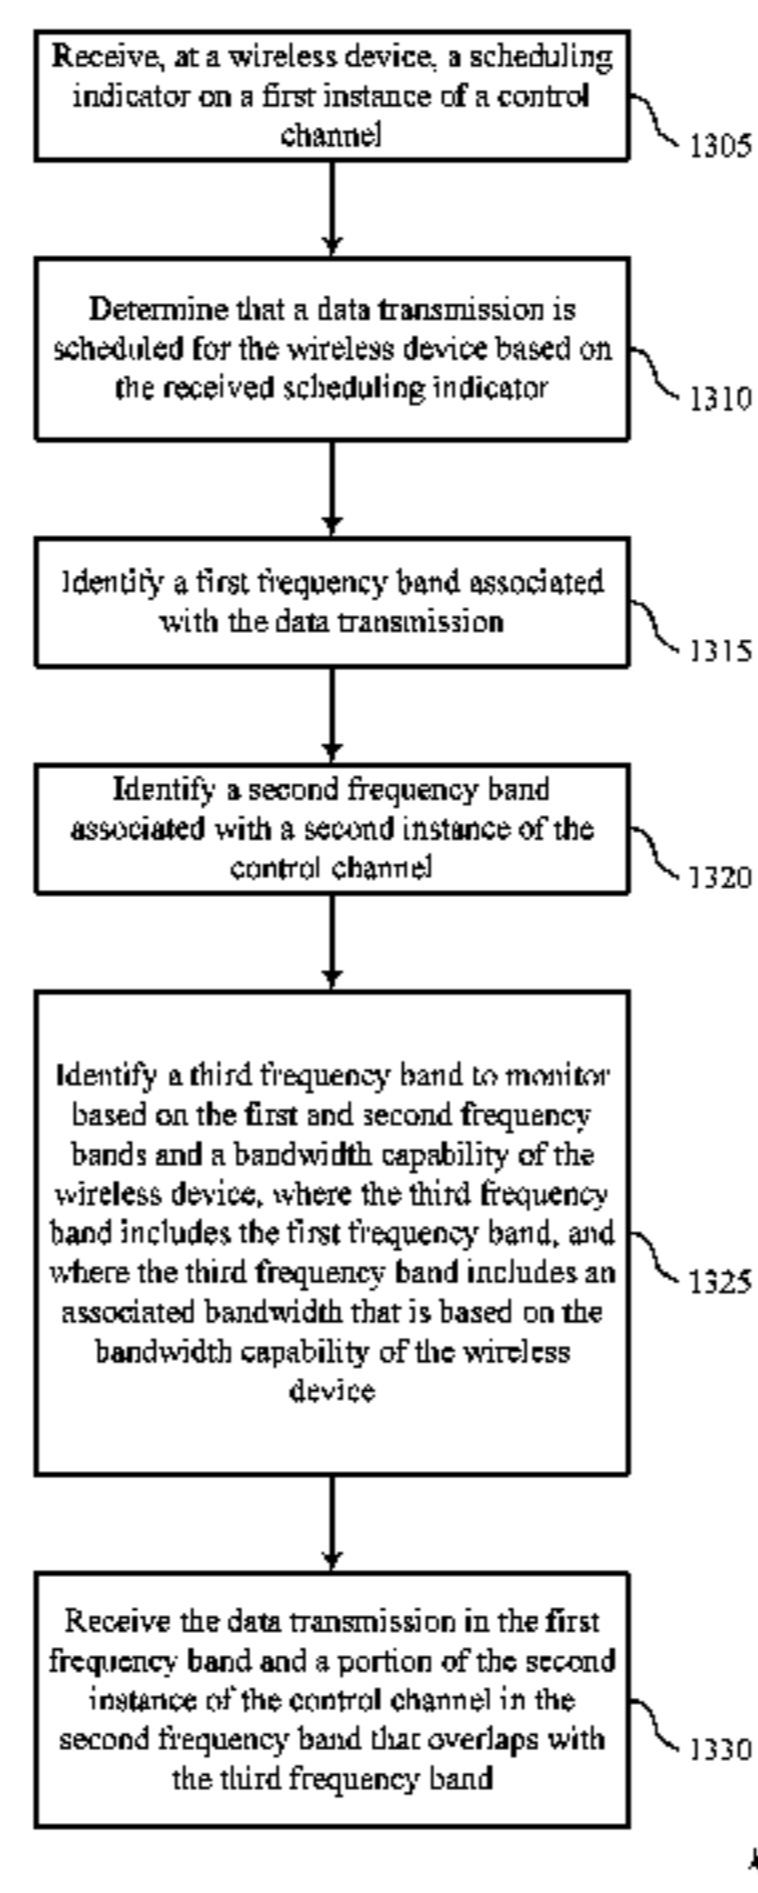 Receive, at a wireless device, a scheduling
indicator on a first instance of a control
channel
1305
Determine that a data transmission is
scheduled for the wireless device based on
the received scheduling indicator
1310
Identify a first frequency band associated
with the data transmission
1315
Identify a second frequency band
associated with a second instance of the
control channel
1320
Identify a third frequency band to monitor
based on the first and second frequency
bands and a bandwidth capability of the
wireless device, where the third frequency
band includes the first frequency band, and
where the third frequency band includes an
associated bandwidth that is based on the
bandwidth capability of the wireless
device
1325
Receive the data transmission in the first
frequency band and a portion of the second
instance of the control channel in the
second frequency band that overlaps with
the third frequency band
1330